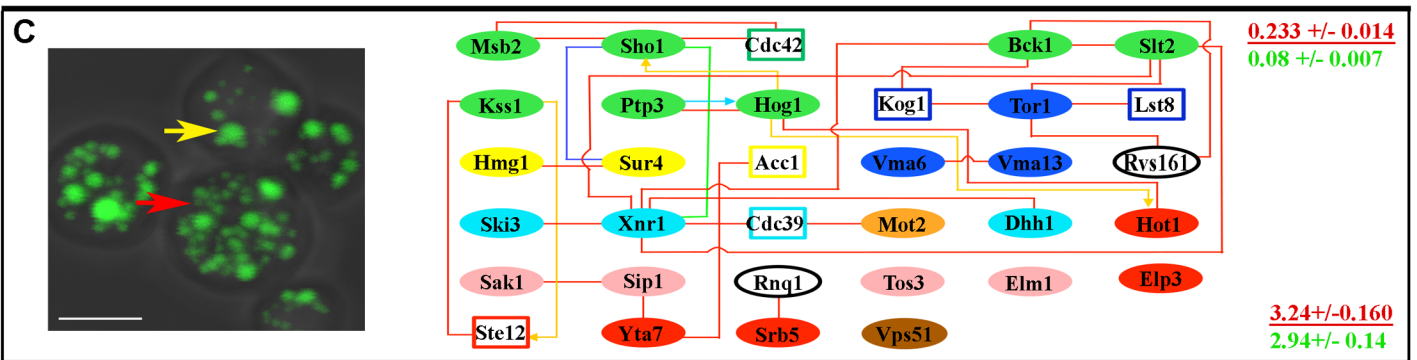 C
Msb2 Sho1 Cdc42 Bck1 Slt2
0.233 +/- 0.014
0.08 +/- 0.007
Kss1 Ptp3 Hog1 Kog1 Tor1 Lst8
Hmg1 Sur4 Acc1 Vma6 Vma13 Rvs161
Ski3 Xnr1 Cdc39 Mot2 Dhh1 Hot1
Sak1 Sip1 Rnq1 Tos3 Elm1 Elp3
Ste12 Yta7 Srb5 Vps51
3.24+/-0.160
2.94+/- 0.14